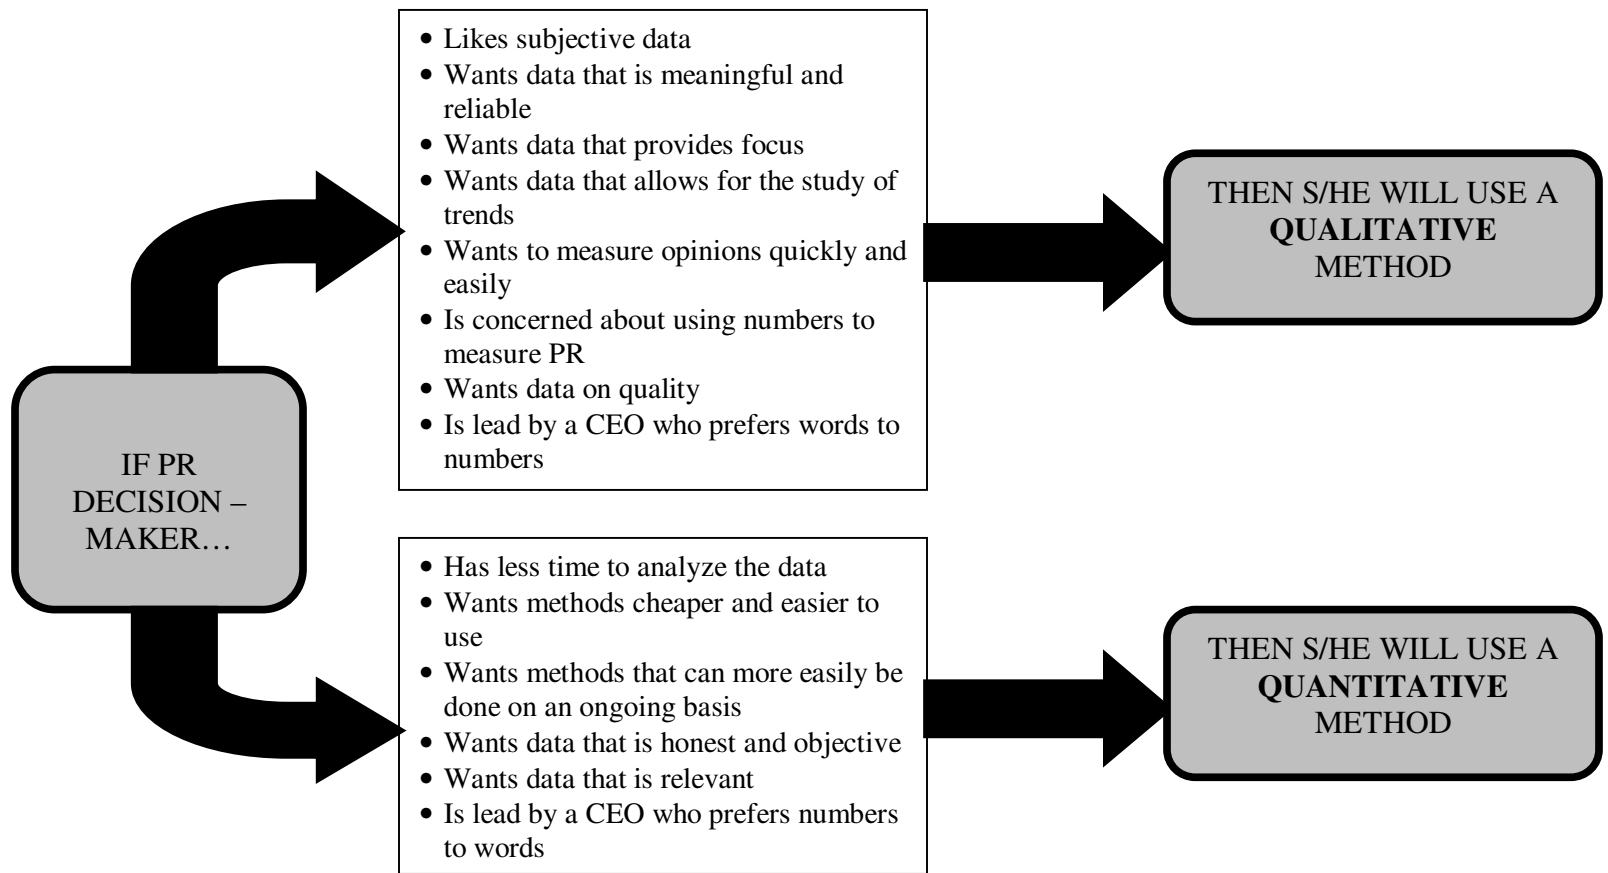 IF PR
DECISION –
MAKER…
• Likes subjective data
• Wants data that is meaningful and
reliable
• Wants data that provides focus
• Wants data that allows for the study of
trends
• Wants to measure opinions quickly and
easily
• Is concerned about using numbers to
measure PR
• Wants data on quality
• Is lead by a CEO who prefers words to
numbers
THEN S/HE WILL USE A
QUALITATIVE
METHOD
• Has less time to analyze the data
• Wants methods cheaper and easier to
use
• Wants methods that can more easily be
done on an ongoing basis
• Wants data that is honest and objective
• Wants data that is relevant
• Is lead by a CEO who prefers numbers
to words
THEN S/HE WILL USE A
QUANTITATIVE
METHOD